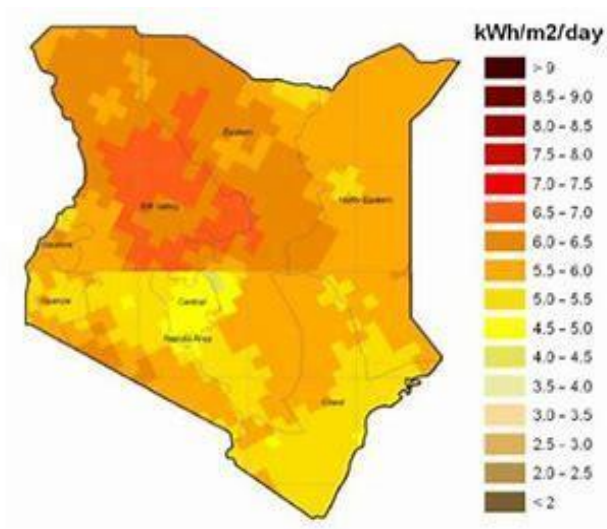 kWh/m2/day
> 9
8.5 - 9.0
8.0 - 8.5
7.5 - 8.0
7.0 - 7.5
6.5 - 7.0
6.0 - 6.5
5.5 - 6.0
5.0 - 5.5
4.5 - 5.0
4.0 - 4.5
3.5 - 4.0
3.0 - 3.5
2.5 - 3.0
2.0 - 2.5
< 2
Eastern
Rift Valley
North-Eastern
Western
Nyanza
Central
Nairobi Area
Coast